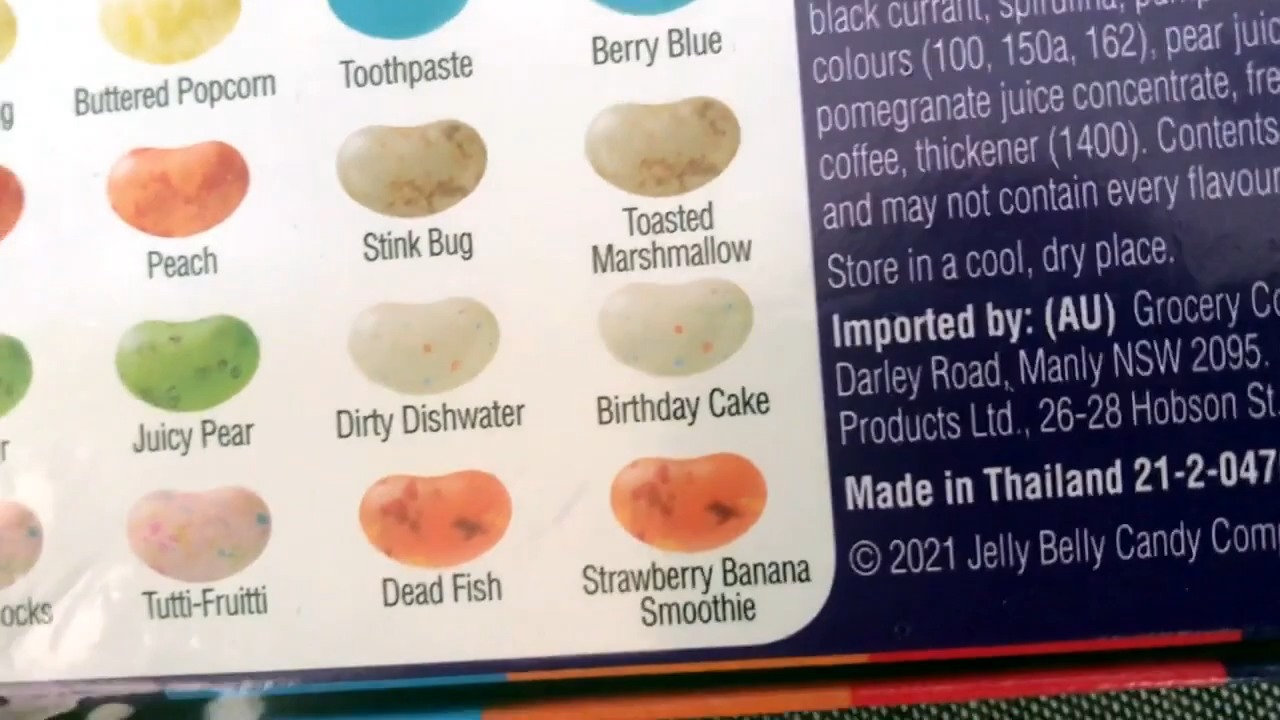 Buttered Popcorn
Toothpaste
Berry Blue
Peach
Stink Bug
Toasted
Marshmallow
Juicy Pear
Dirty Dishwater
Birthday Cake
Tutti-Fruitti
Dead Fish
Strawberry Banana
Smoothie
black currant, spirulina,
colours (100, 150a, 162), pear
pomegranate juice concentrate,
coffee, thickener (1400). Contents
and may not contain every flavour
Store in a cool, dry place.
Imported by: (AU) Grocery
Darley Road, Manly NSW 2095.
Products Ltd., 26-28 Hobson St.
Made in Thailand 21-2-047
© 2021 Jelly Belly Candy